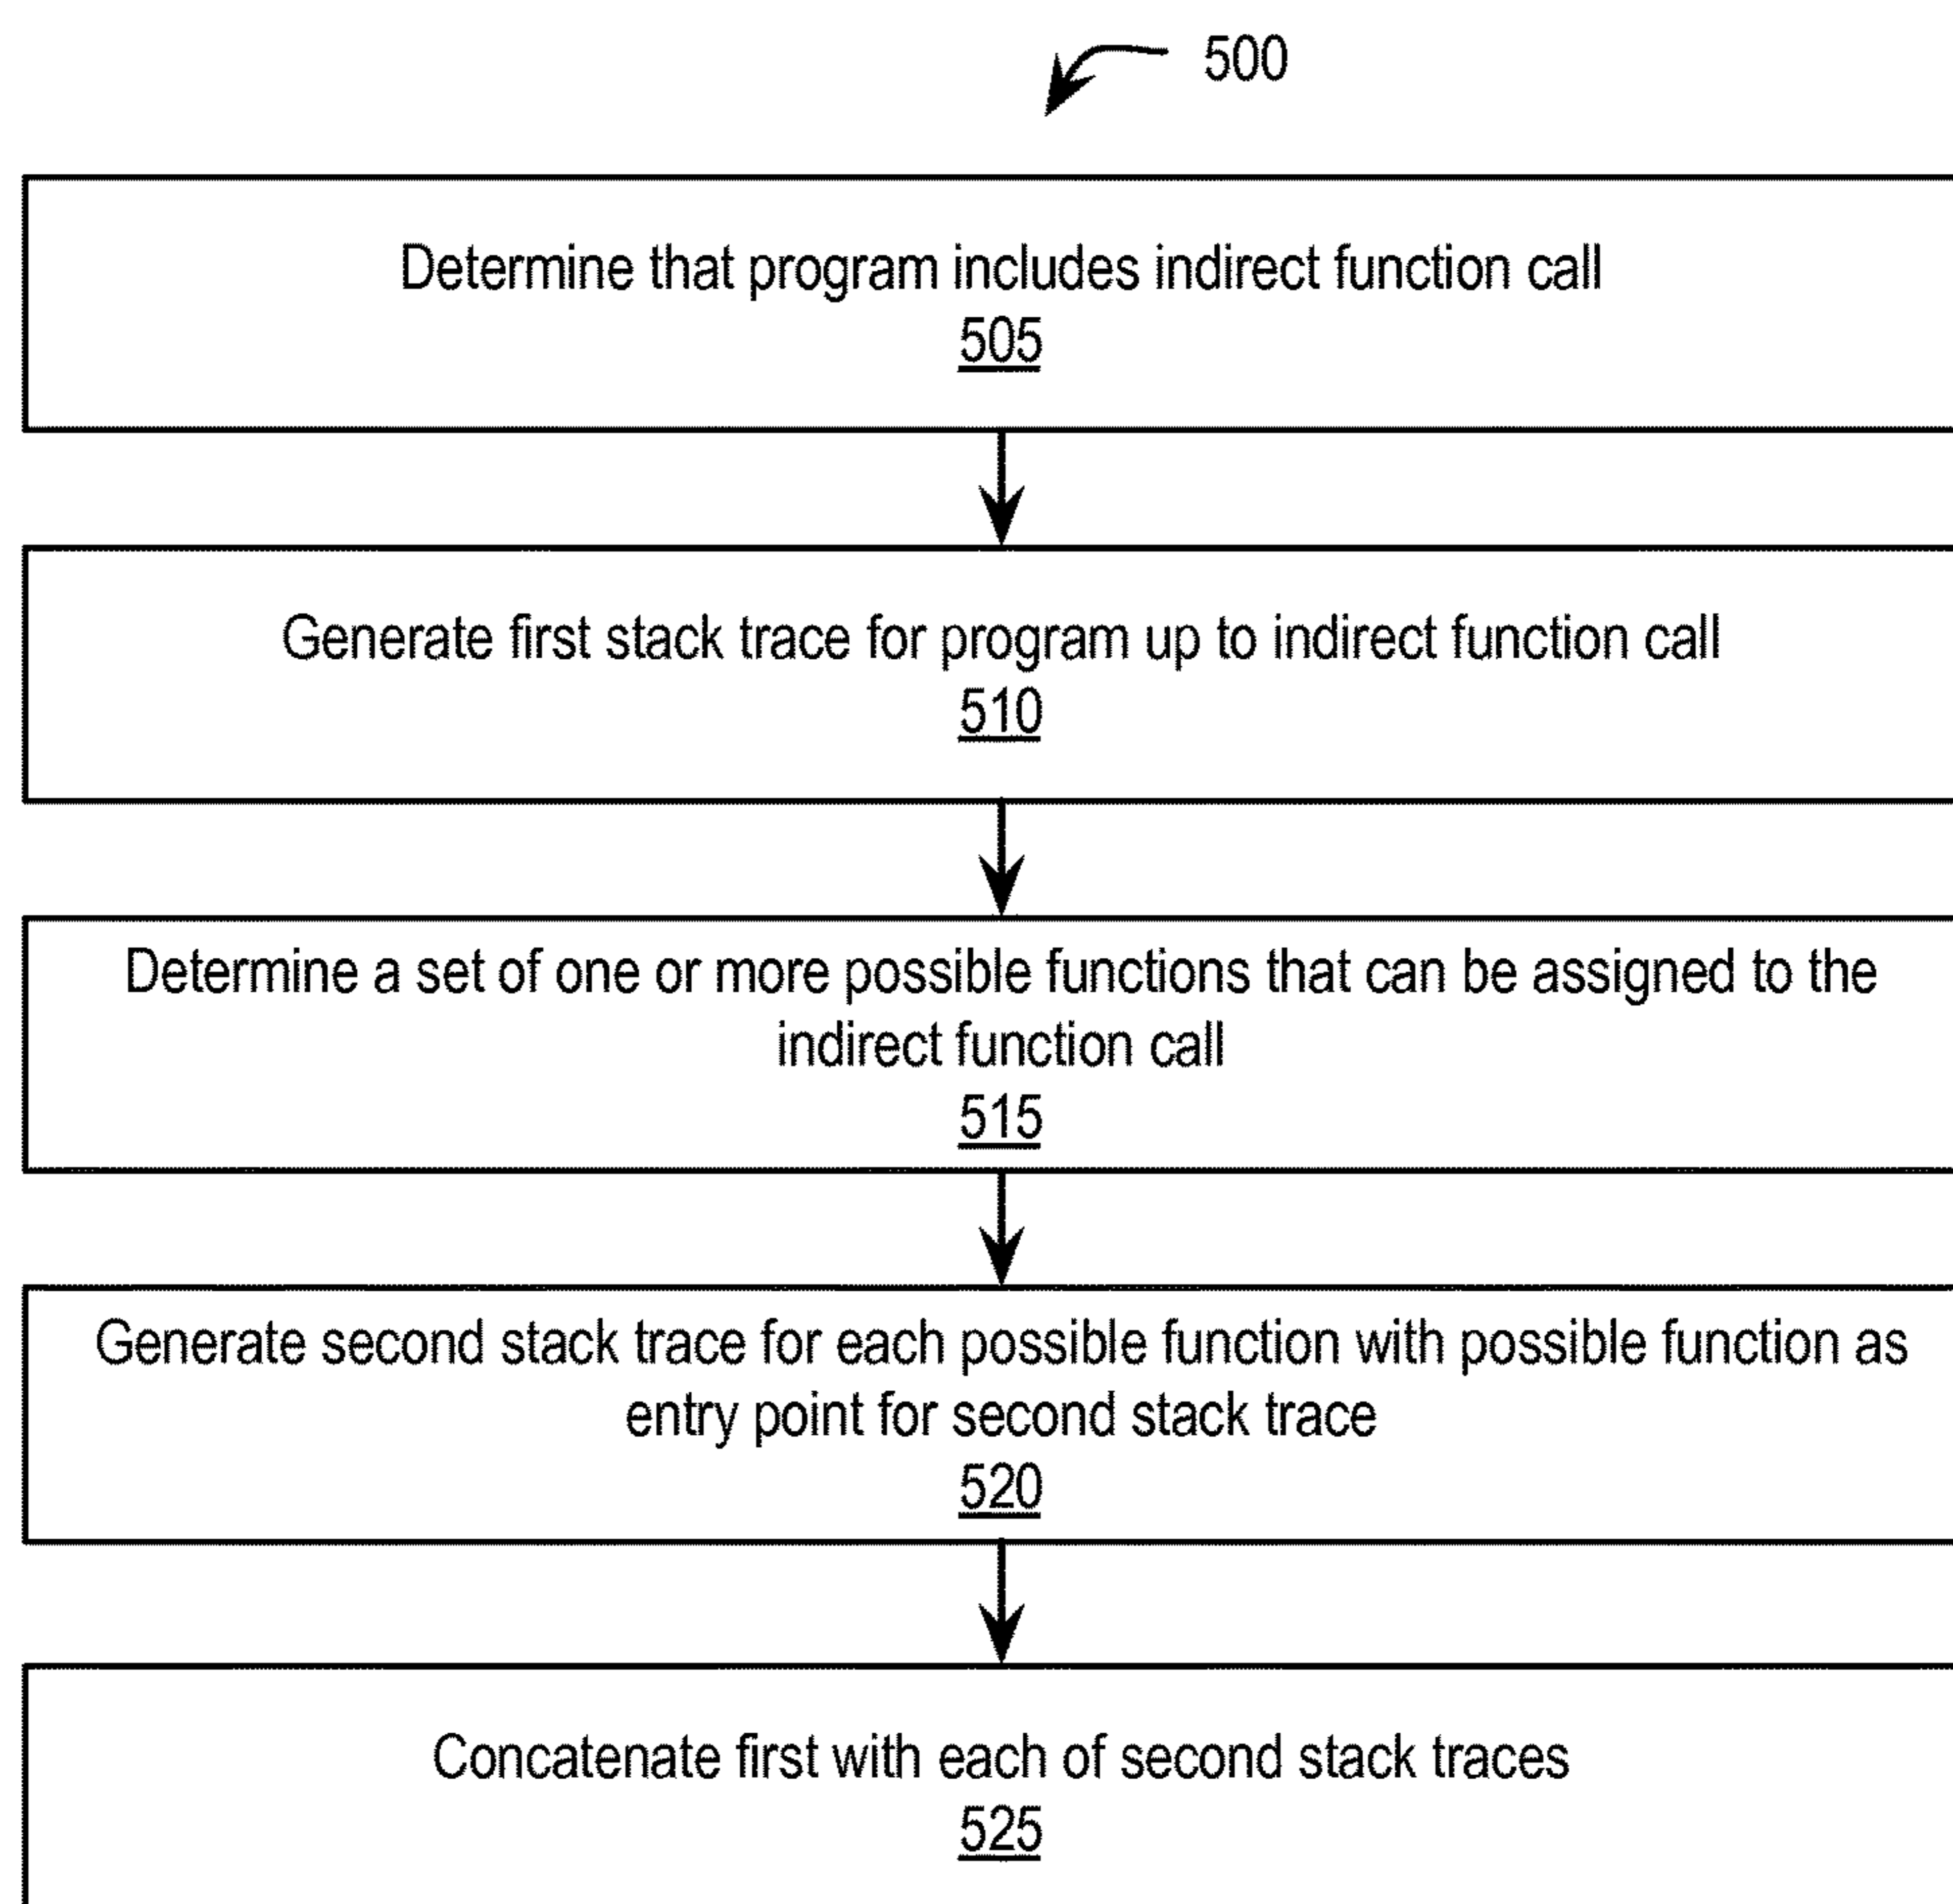 500
Determine that program includes indirect function call
505
Generate first stack trace for program up to indirect function call
510
Determine a set of one or more possible functions that can be assigned to the
indirect function call
515
Generate second stack trace for each possible function with possible function as
entry point for second stack trace
520
Concatenate first with each of second stack traces
525